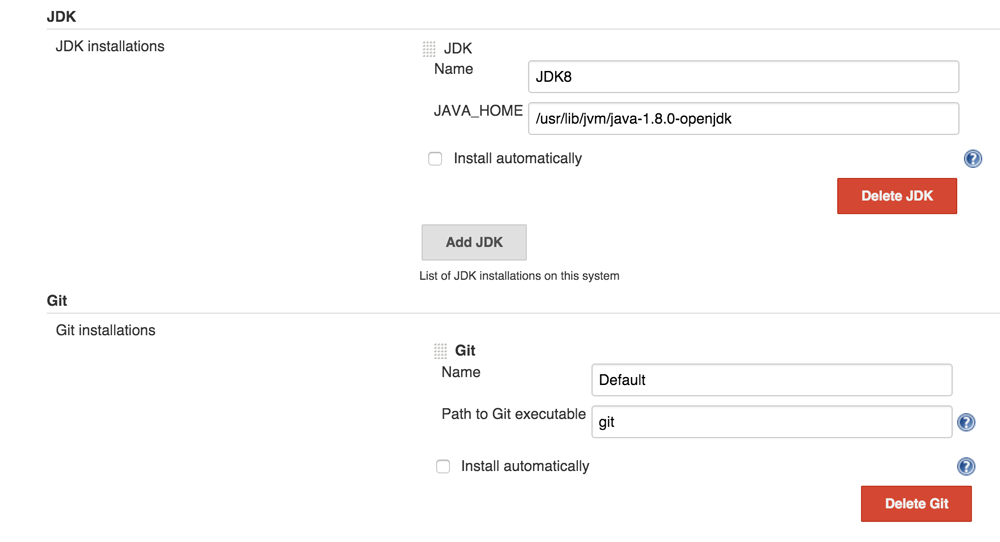 JDK
JDK installations
JDK
Name
JDK8
JAVA_HOME
/usr/lib/jvm/java-1.8.0-openjdk
Install automatically
?
Delete JDK
Add JDK
List of JDK installations on this system
Git
Git installations
Git
Name
Default
Path to Git executable
git
?
Install automatically
?
Delete Git